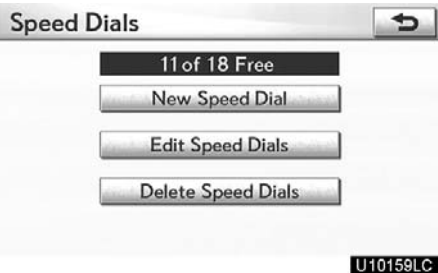 Speed Dials
11 of 18 Free
New Speed Dial
Edit Speed Dials
Delete Speed Dials
U10159LC